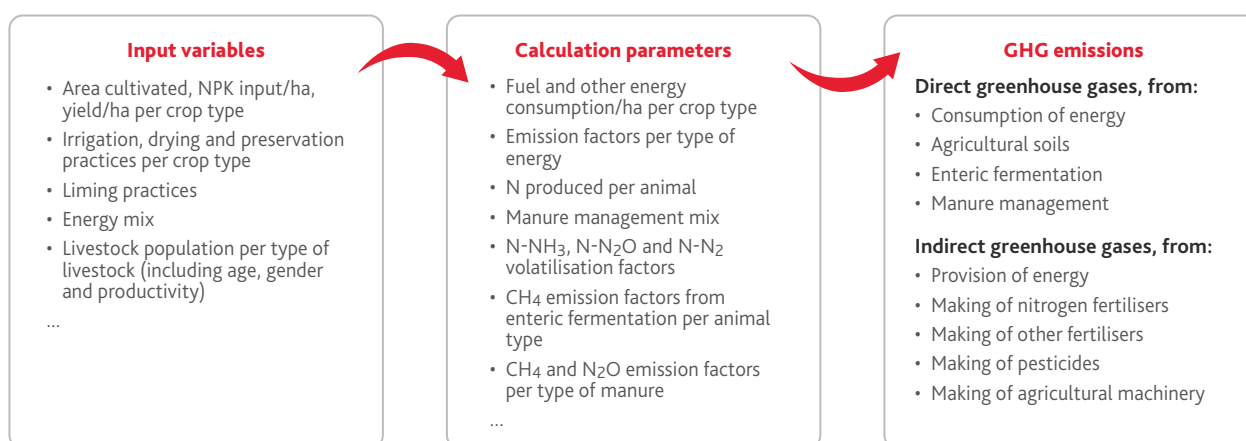 Input variables
• Area cultivated, NPK input/ha,
yield/ha per crop type
• Irrigation, drying and preservation
practices per crop type
• Liming practices
• Energy mix
• Livestock population per type of
livestock (including age, gender
and productivity)
...
Calculation parameters
• Fuel and other energy
consumption/ha per crop type
• Emission factors per type of
energy
• N produced per animal
• Manure management mix
• N-NH3, N-N2O and N-N2
volatilisation factors
• CH4 emission factors from
enteric fermentation per animal
type
• CH4 and N2O emission factors
per type of manure
...
GHG emissions
Direct greenhouse gases, from:
• Consumption of energy
• Agricultural soils
• Enteric fermentation
• Manure management
Indirect greenhouse gases, from:
• Provision of energy
• Making of nitrogen fertilisers
• Making of other fertilisers
• Making of pesticides
• Making of agricultural machinery